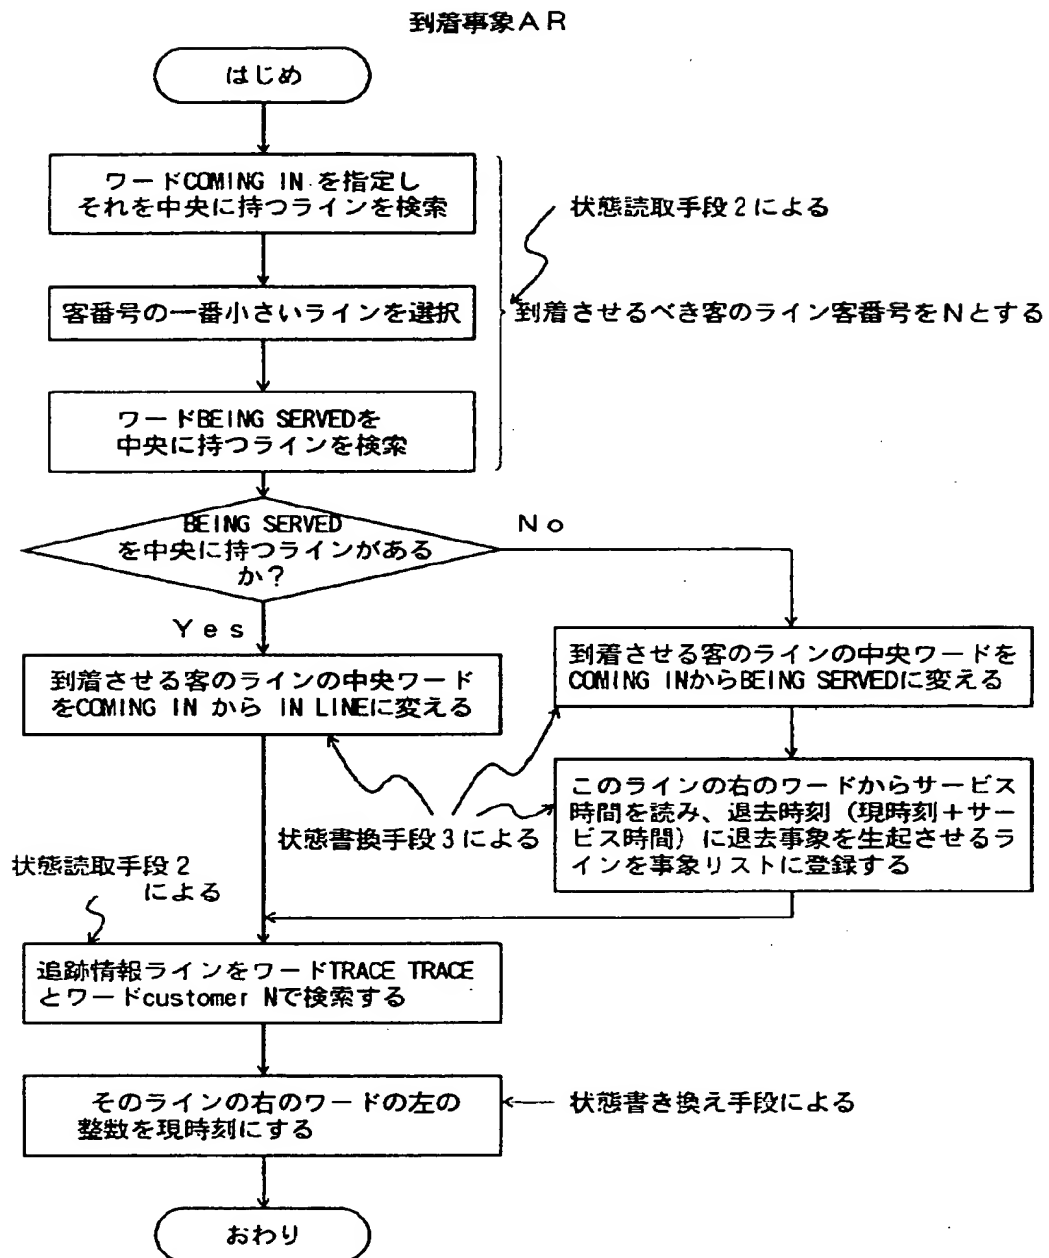 到着事象AR
はじめ
ワードCOMING IN を指定し
それを中央に持つラインを検索
状態読取手段2による
客番号の一番小さいラインを選択
到着させるべき客のライン客番号をNとする
ワードBEING SERVEDを
中央に持つラインを検索
BEING SERVED
を中央に持つラインがある
か？
No
Yes
到着させる客のラインの中央ワード
をCOMING IN から IN LINEに変える
到着させる客のラインの中央ワードを
COMING INからBEING SERVEDに変える
このラインの右のワードからサービス
時間を読み、退去時刻（現時刻＋サー
ビス時間）に退去事象を生起させるラ
インを事象リストに登録する
状態書換手段3による
状態読取手段2
による
追跡情報ラインをワードTRACE TRACE
とワードcustomer Nで検索する
そのラインの右のワードの左の
整数を現時刻にする
状態書き換え手段による
おわり